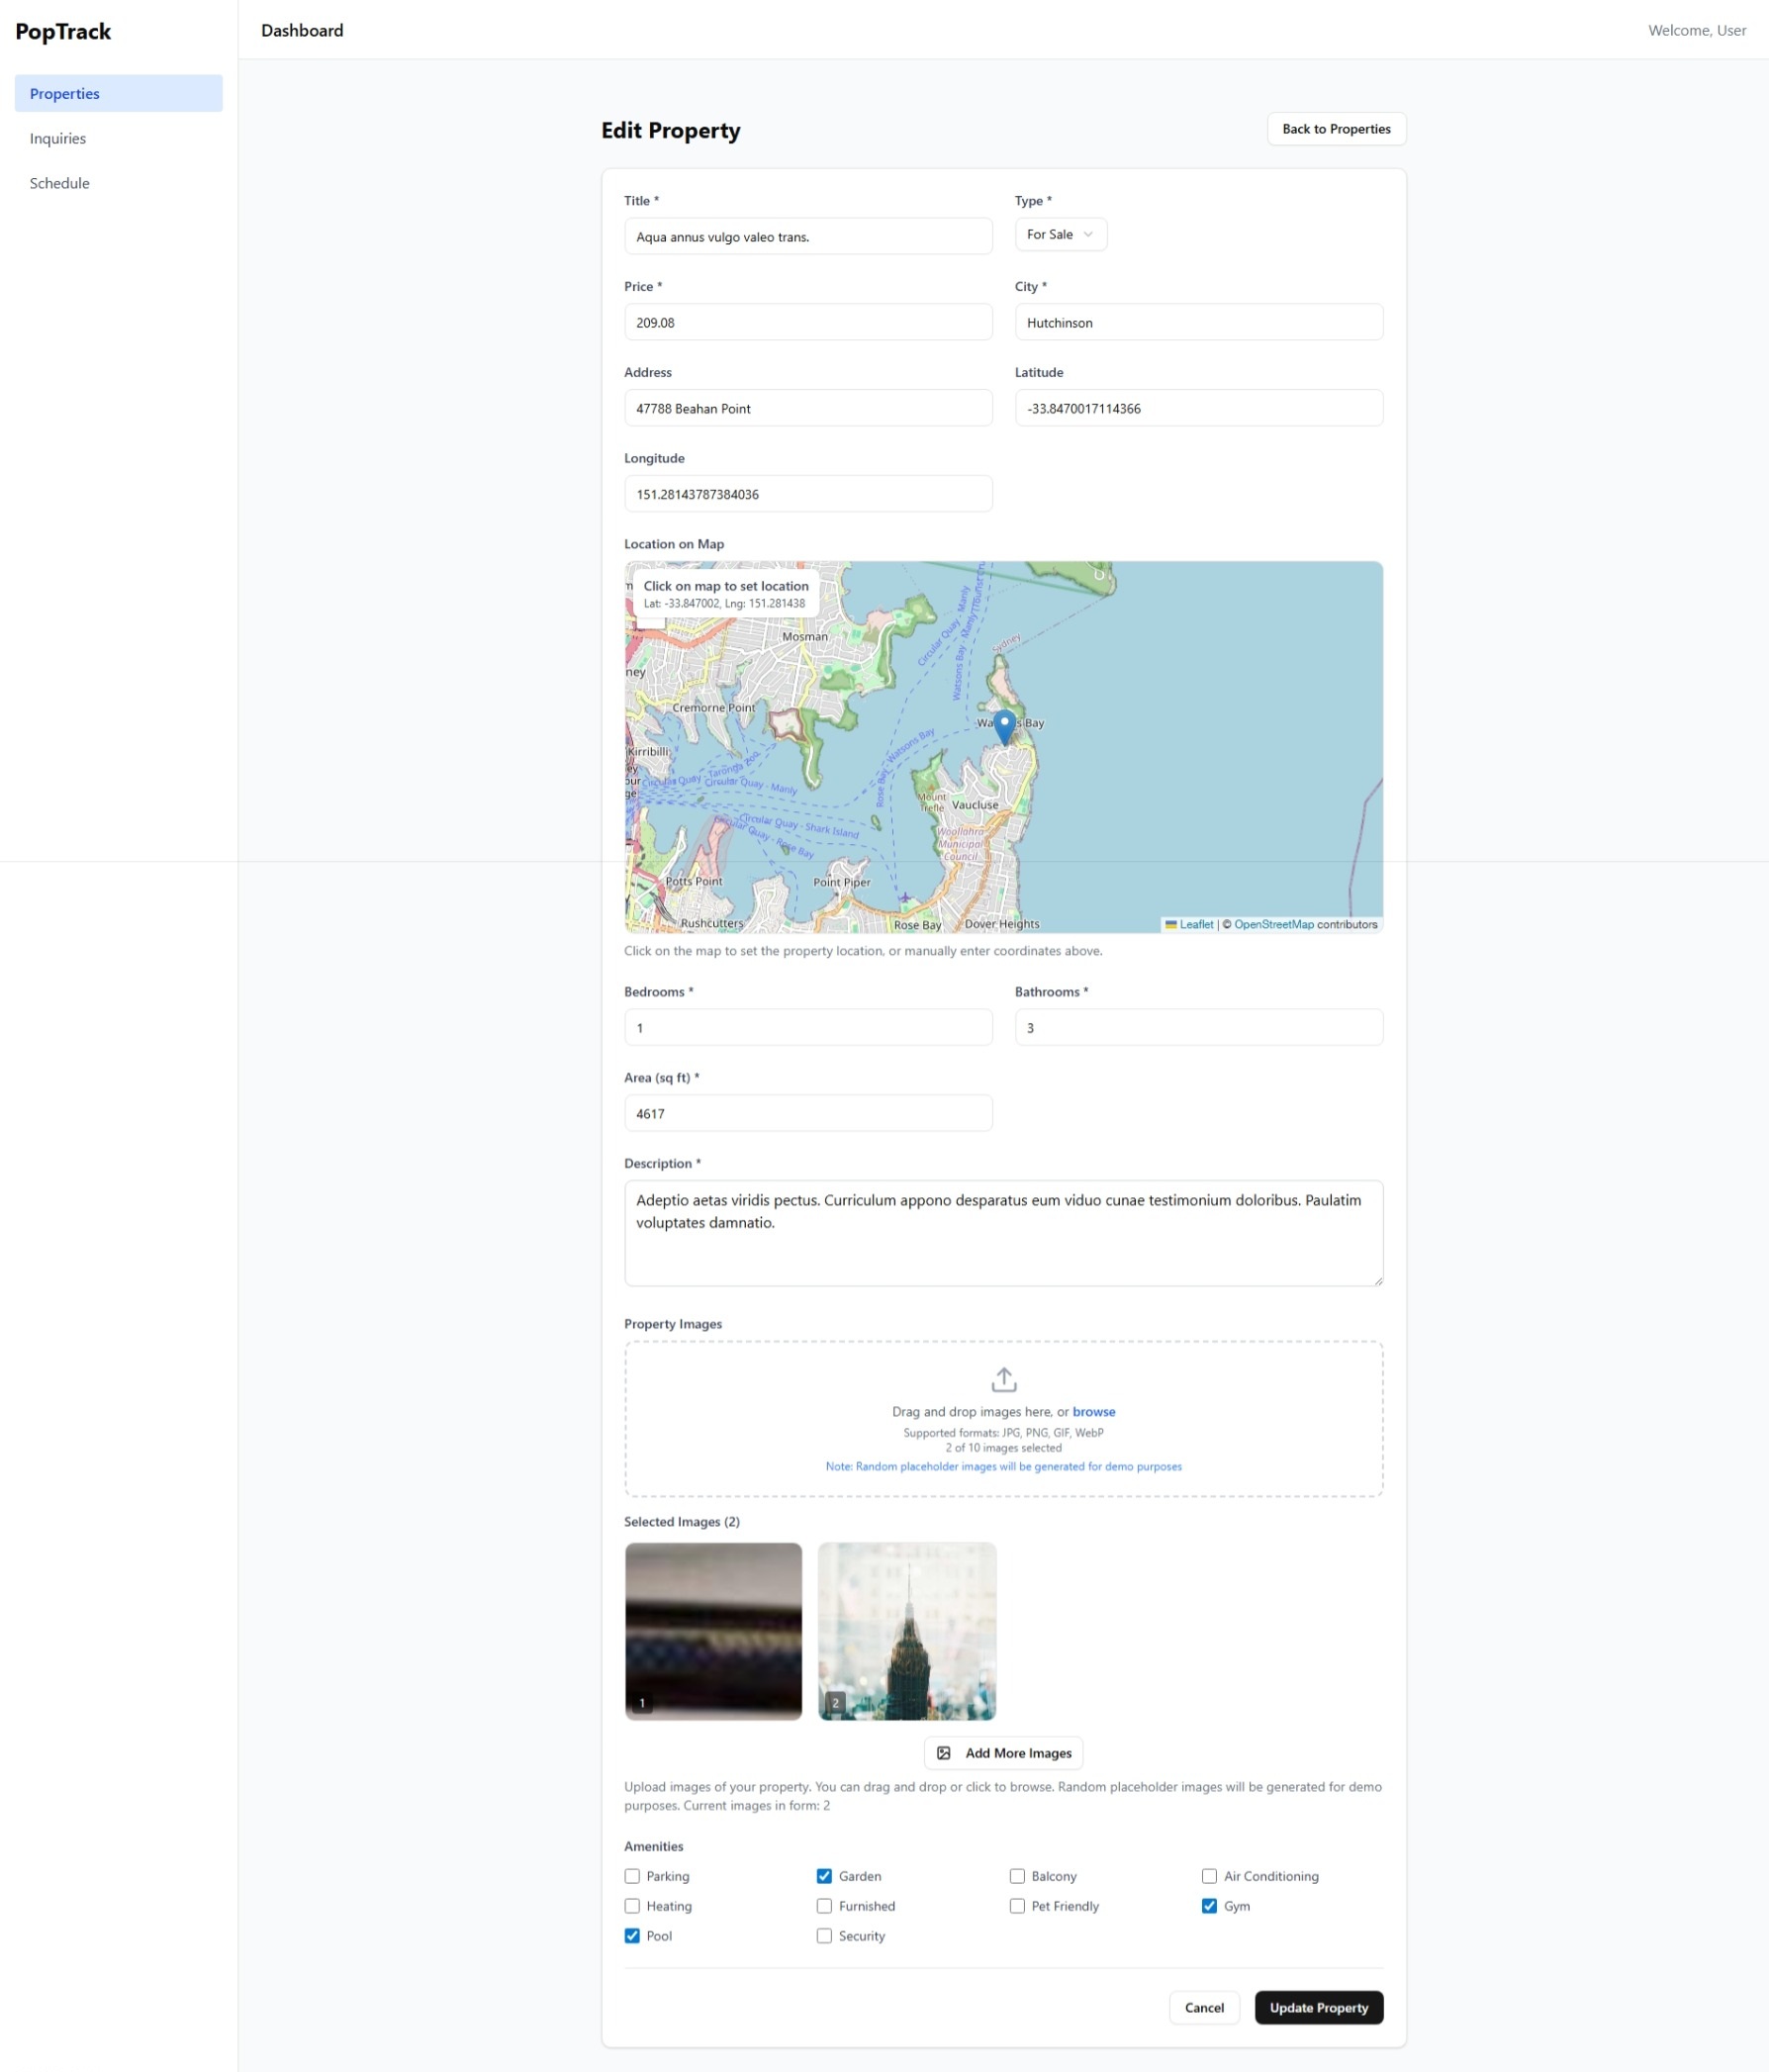 PopTrack
Dashboard
Welcome, User
Properties
Inquiries
Schedule
Edit Property
Back to Properties
Title *
Type *
Aqua annus vulgo valeo trans.
For Sale
Price *
City *
209.08
Hutchinson
Address
Latitude
47788 Beahan Point
-33.8470017114366
Longitude
151.28143787384036
Location on Map
Click on map to set location
Lat: -33.847002, Lng: 151.281438
Mosman
Circular Quay - Manly
Watsons Bay - Manly
Sydney
ney
Cremorne Point
Kirribilli
Circular Quay - Taronga Zoo
Circular Quay - Manly
Rose Bay - Watsons Bay
Mount
Trefle
Vaucluse
Circular Quay - Shark Island
Circular Quay - Rose Bay
Woollahra
Municipal
Council
Potts Point
Point Piper
Rushcutters
Rose Bay
Dover Heights
Leaflet | © OpenStreetMap contributors
Click on the map to set the property location, or manually enter coordinates above.
Bedrooms *
Bathrooms *
1
3
Area (sq ft) *
4617
Description *
Adeptio aetas viridis pectus. Curriculum appono desparatus eum viduo cunae testimonium doloribus. Paulatim
voluptates damnatio.
Property Images
Drag and drop images here, or browse
Supported formats: JPG, PNG, GIF, WebP
2 of 10 images selected
Note: Random placeholder images will be generated for demo purposes
Selected Images (2)
1
2
Add More Images
Upload images of your property. You can drag and drop or click to browse. Random placeholder images will be generated for demo
purposes. Current images in form: 2
Amenities
Parking
Garden
Balcony
Air Conditioning
Heating
Furnished
Pet Friendly
Gym
Pool
Security
Cancel
Update Property